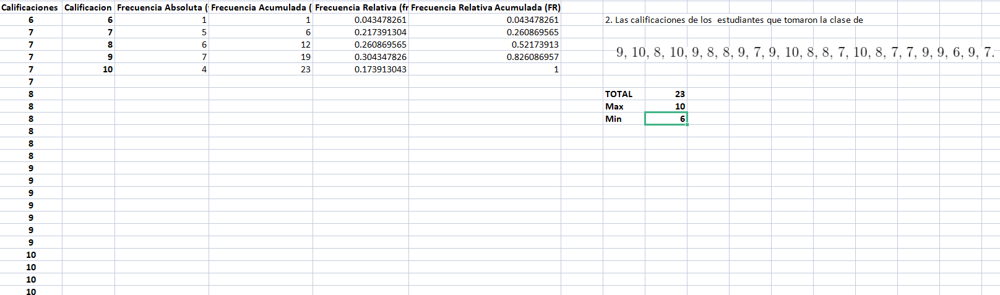 Calificaciones Calificacion Frecuencia Absoluta ( Frecuencia Acumulada ( Frecuencia Relativa (fr Frecuencia Relativa Acumulada (FR)
6 6 1 1 0.043478261 0.043478261 2. Las calificaciones de los estudiantes que tomaron la clase de
7 7 5 6 0.217391304 0.260869565
7 8 6 12 0.260869565 0.52173913
9, 10, 8, 10, 9, 8, 8, 9, 7, 9, 10, 8, 8, 7, 10, 8, 7, 7, 9, 9, 6, 9, 7.
7 9 7 19 0.304347826 0.826086957
7 10 4 23 0.173913043 1
7
8 TOTAL 23
8 Max 10
8 Min 6
8
8
8
9
9
9
9
9
9
9
10
10
10
10